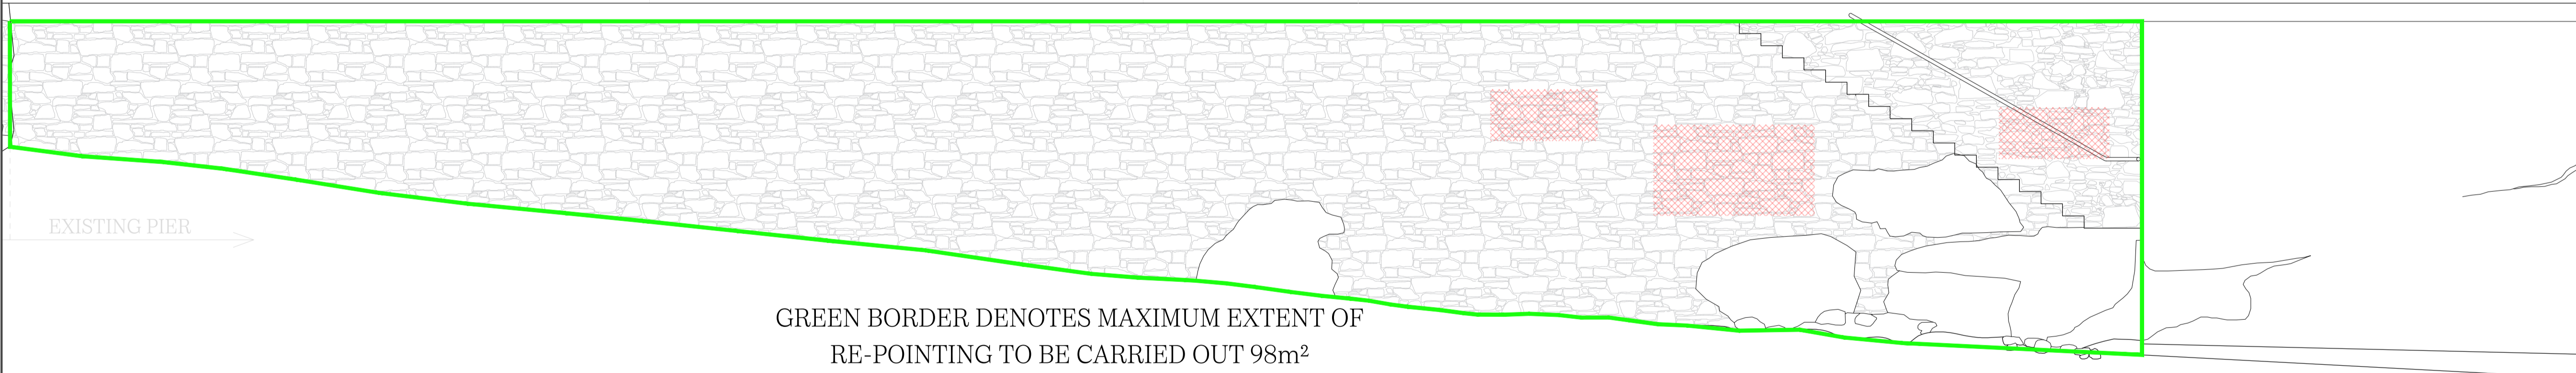 EXISTING PIER
GREEN BORDER DENOTES MAXIMUM EXTENT OF
RE-POINTING TO BE CARRIED OUT 98m²